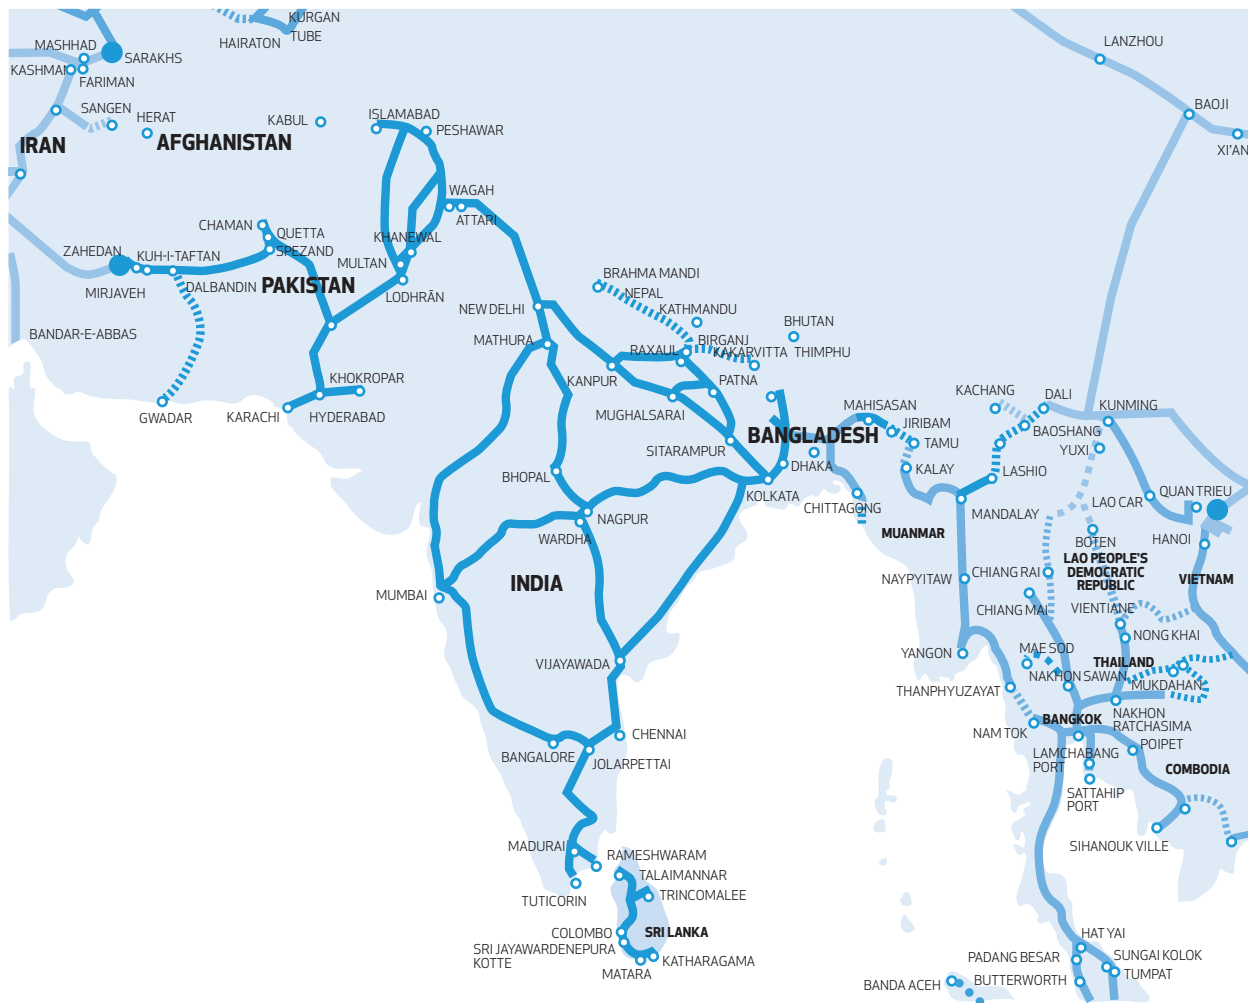 KURGAN
TUBE
HAIRATON
LANZHOU
MASHHAD
SARAKHS
KASHMAN
FARIMAN
SANGEN
HERAT
KABUL
ISLAMABAD
PESHAWAR
BAOJI
XI'AN
IRAN
AFGHANISTAN
WAGAH
ATTARI
CHAMAN
QUETTA
SPEZAND
KHANEWAL
ZAHEDAN
KUH-I-TAFTAN
MULTAN
MIRJAVEH
DALBANDIN
PAKISTAN
LODHRĀN
BRAHMA MANDI
NEPAL
KATHMANDU
NEW DELHI
BHUTAN
THIMPHU
BANDAR-E-ABBAS
MATHURA
BIRGANJ
RAXAUL
KAKARVITTA
KANPUR
PATNA
KHOKROPAR
GWADAR
KARACHI
HYDERABAD
MUGHALSARAI
KACHANG
DALI
MAHISASAN
KUNMING
JIRIBAM
BAOSHANG
BANGLADESH
TAMU
YUXI
SITARAMPUR
DHAKA
KALAY
LASHIO
BHOPAL
KOLKATA
CHITTAGONG
MANDALAY
LAO CAR
QUAN TRIEU
NAGPUR
WARDHA
MUANMAR
BOTEN
HANOI
LAO PEOPLE'S
DEMOCRATIC
REPUBLIC
CHIANG RAI
NAYPYITAW
VIETNAM
INDIA
MUMBAI
CHIANG MAI
VIENTIANE
NONG KHAI
YANGON
MAE SOD
THAILAND
VIJAYAWADA
NAKHON SAWAN
MUKDAHAN
THANPHYUZAYAT
NAKHON
RATCHASIMA
BANGKOK
NAM TOK
CHENNAI
POIPET
BANGALORE
JOLARPETTAI
LAMCHABANG
PORT
COMBODIA
SATTAHIP
PORT
MADURAI
RAMESHWARAM
SIHANOUK VILLE
TALAIMANNAR
TUTICORIN
TRINCOMALEE
COLOMBO
SRI LANKA
SRI JAYAWARDENEPURA
KOTTE
MATARA
KATHARAGAMA
HAT YAI
PADANG BESAR
SUNGAI KOLOK
BANDA ACEH
BUTTERWORTH
TUMPAT